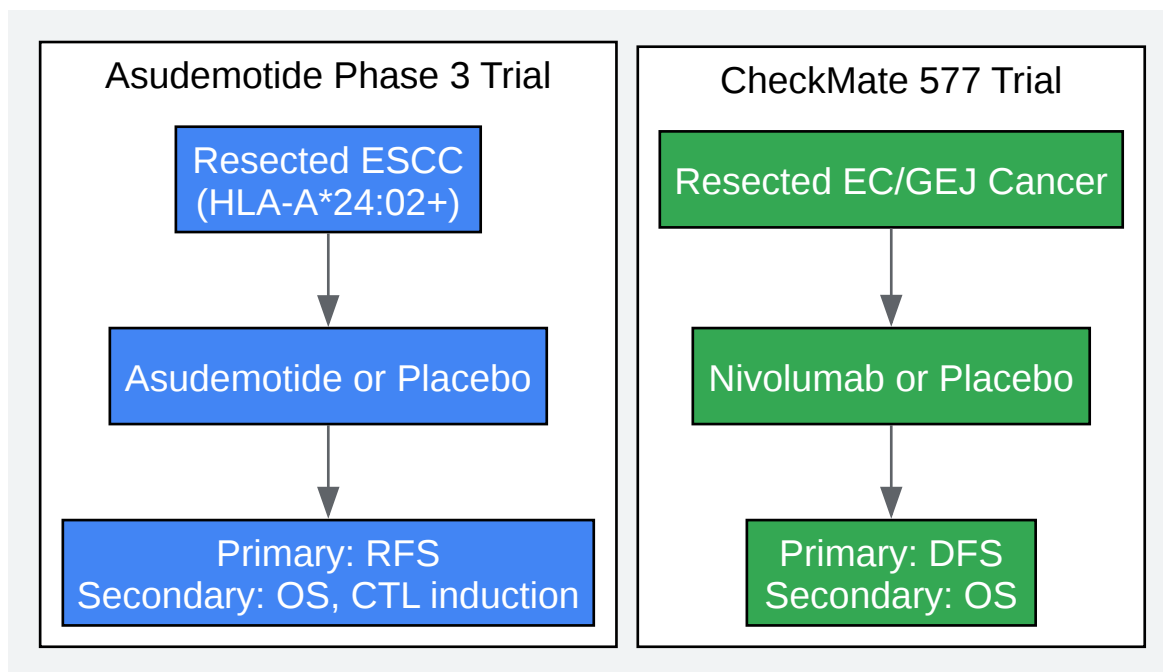 Asudemotide Phase 3 Trial
Resected ESCC
(HLA-A*24:02+)
Asudemotide or Placebo
Primary: RFS
Secondary: OS, CTL induction
CheckMate 577 Trial
Resected EC/GEJ Cancer
Nivolumab or Placebo
Primary: DFS
Secondary: OS